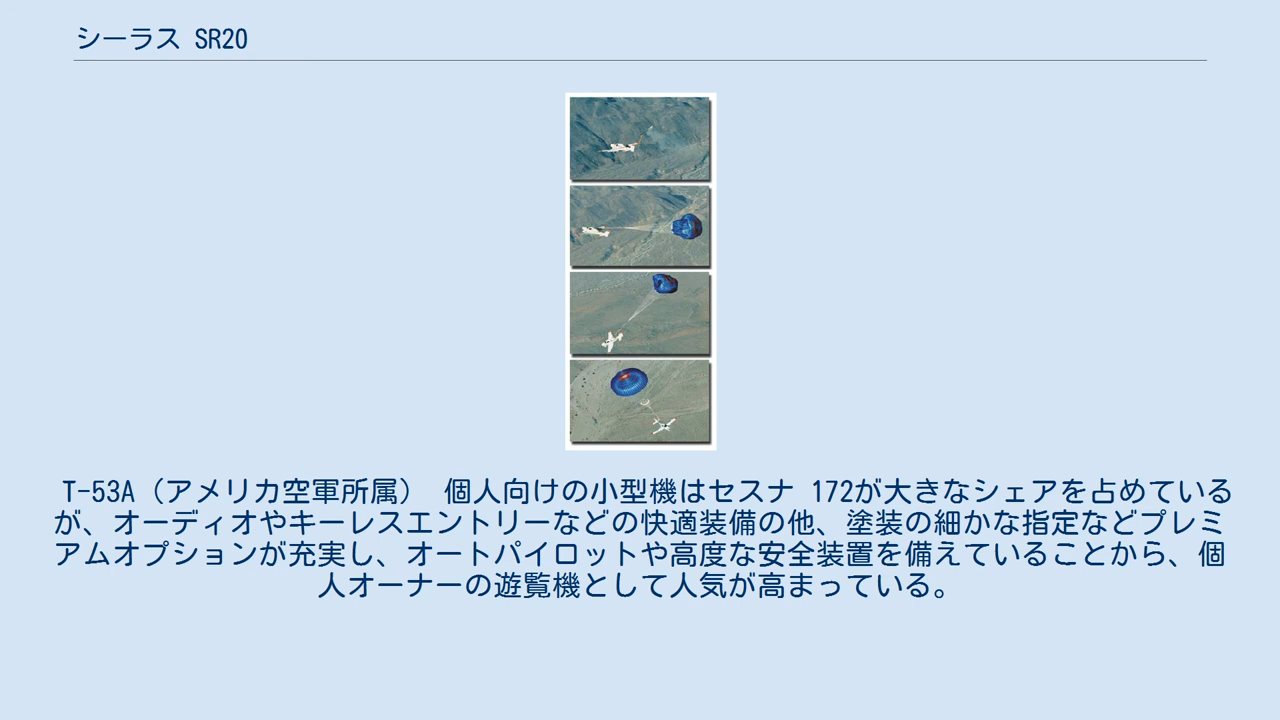 シーラス SR20
T-53A（アメリカ空軍所属） 個人向けの小型機はセスナ 172が大きなシェアを占めている
が、オーディオやキーレスエントリーなどの快適装備の他、塗装の細かな指定などプレミ
アムオプションが充実し、オートパイロットや高度な安全装置を備えていることから、個
人オーナーの遊覧機として人気が高まっている。